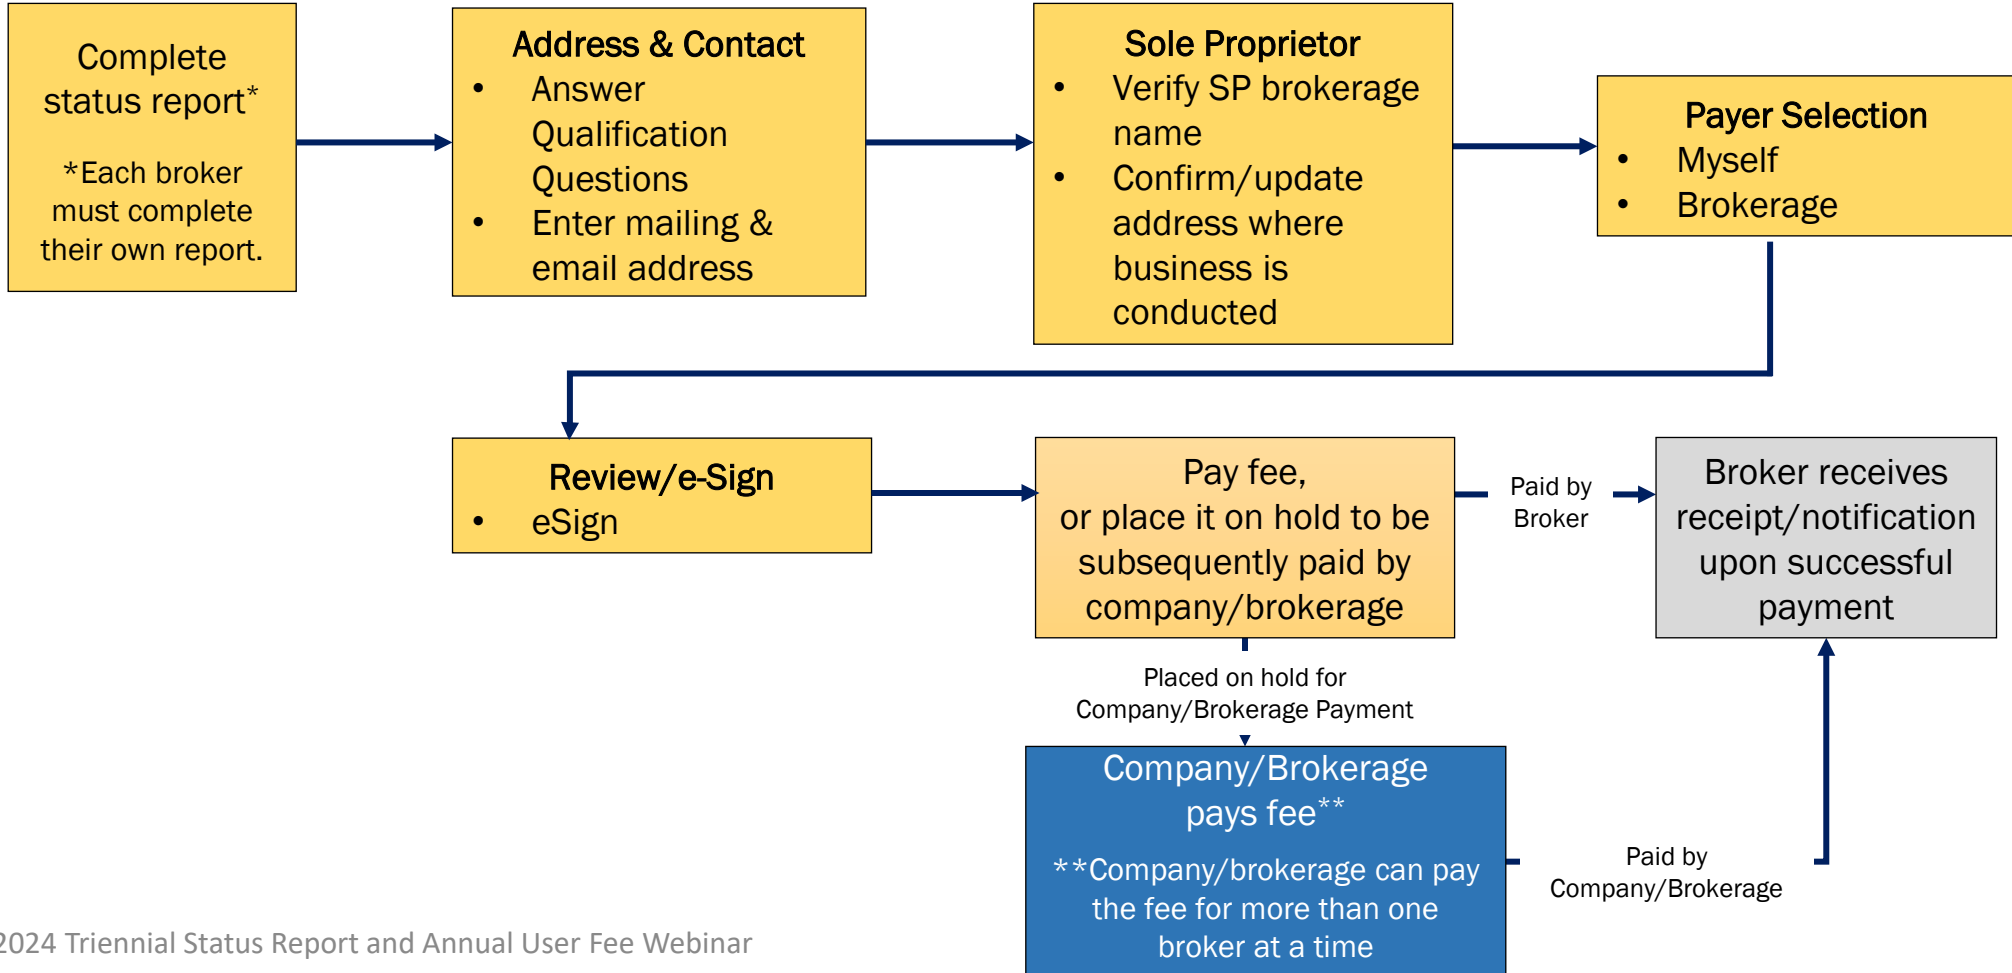 Complete
status report*
*Each broker
must complete
their own report.
Address & Contact
• Answer
Qualification
Questions
• Enter mailing &
email address
Sole Proprietor
• Verify SP brokerage
name
• Confirm/update
address where
business is
conducted
Payer Selection
• Myself
• Brokerage
Review/e-Sign
• eSign
Pay fee,
or place it on hold to be
subsequently paid by
company/brokerage
Paid by
Broker
Broker receives
receipt/notification
upon successful
payment
Placed on hold for
Company/Brokerage Payment
Company/Brokerage
pays fee**
**Company/brokerage can pay
the fee for more than one
broker at a time
Paid by
Company/Brokerage
2024 Triennial Status Report and Annual User Fee Webinar